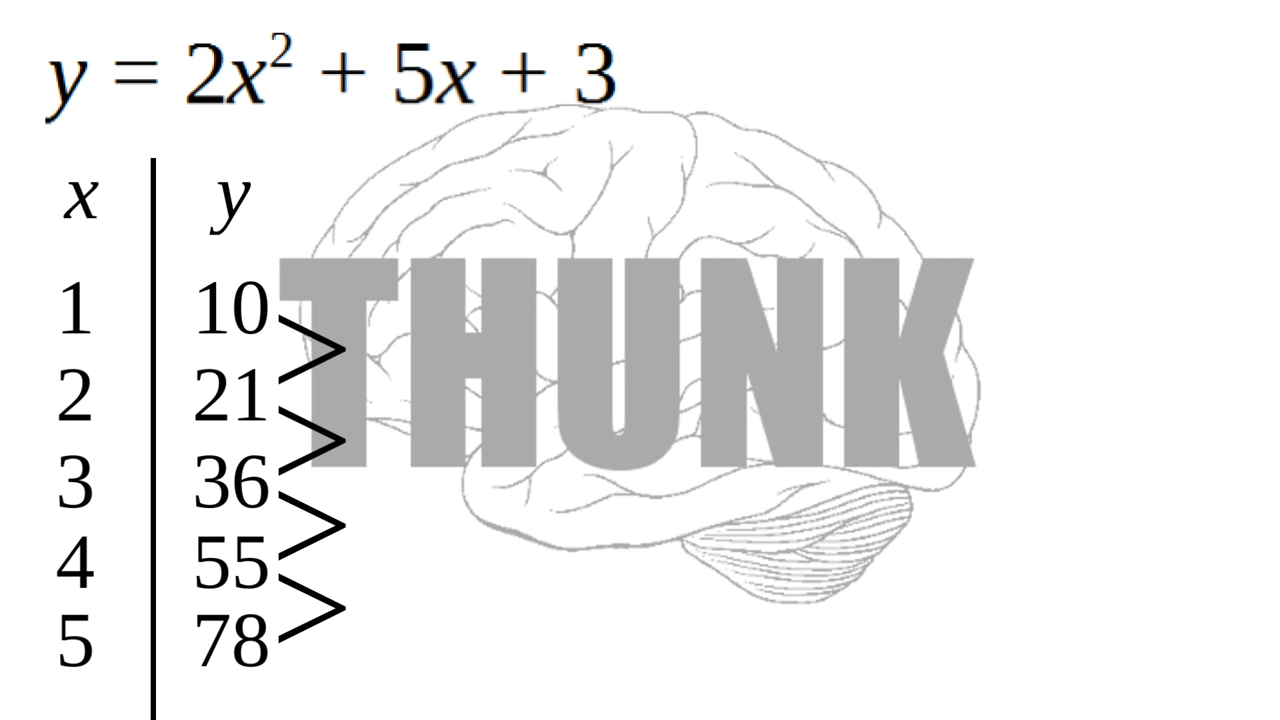 y = 2x² + 5x + 3
x y
1 10
2 21
3 36
4 55
5 78
THUNK